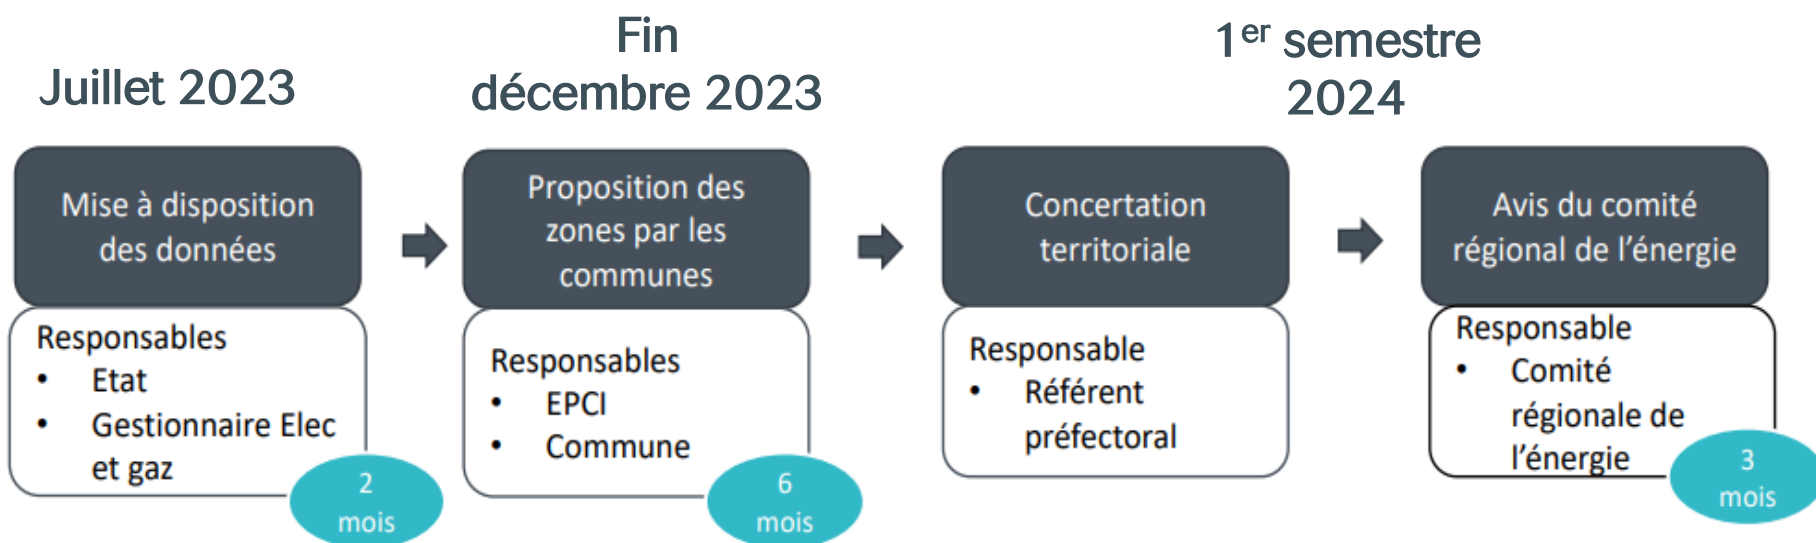 Juillet 2023
Fin
décembre 2023
1er semestre
2024
Mise à disposition
des données
Responsables
• Etat
• Gestionnaire Elec
et gaz
2
mois
Proposition des
zones par les
communes
Responsables
• EPCI
• Commune
6
mois
Concertation
territoriale
Responsable
• Référent
préfectoral
Avis du comité
régional de l’énergie
Responsable
• Comité
régionale de
l’énergie
3
mois